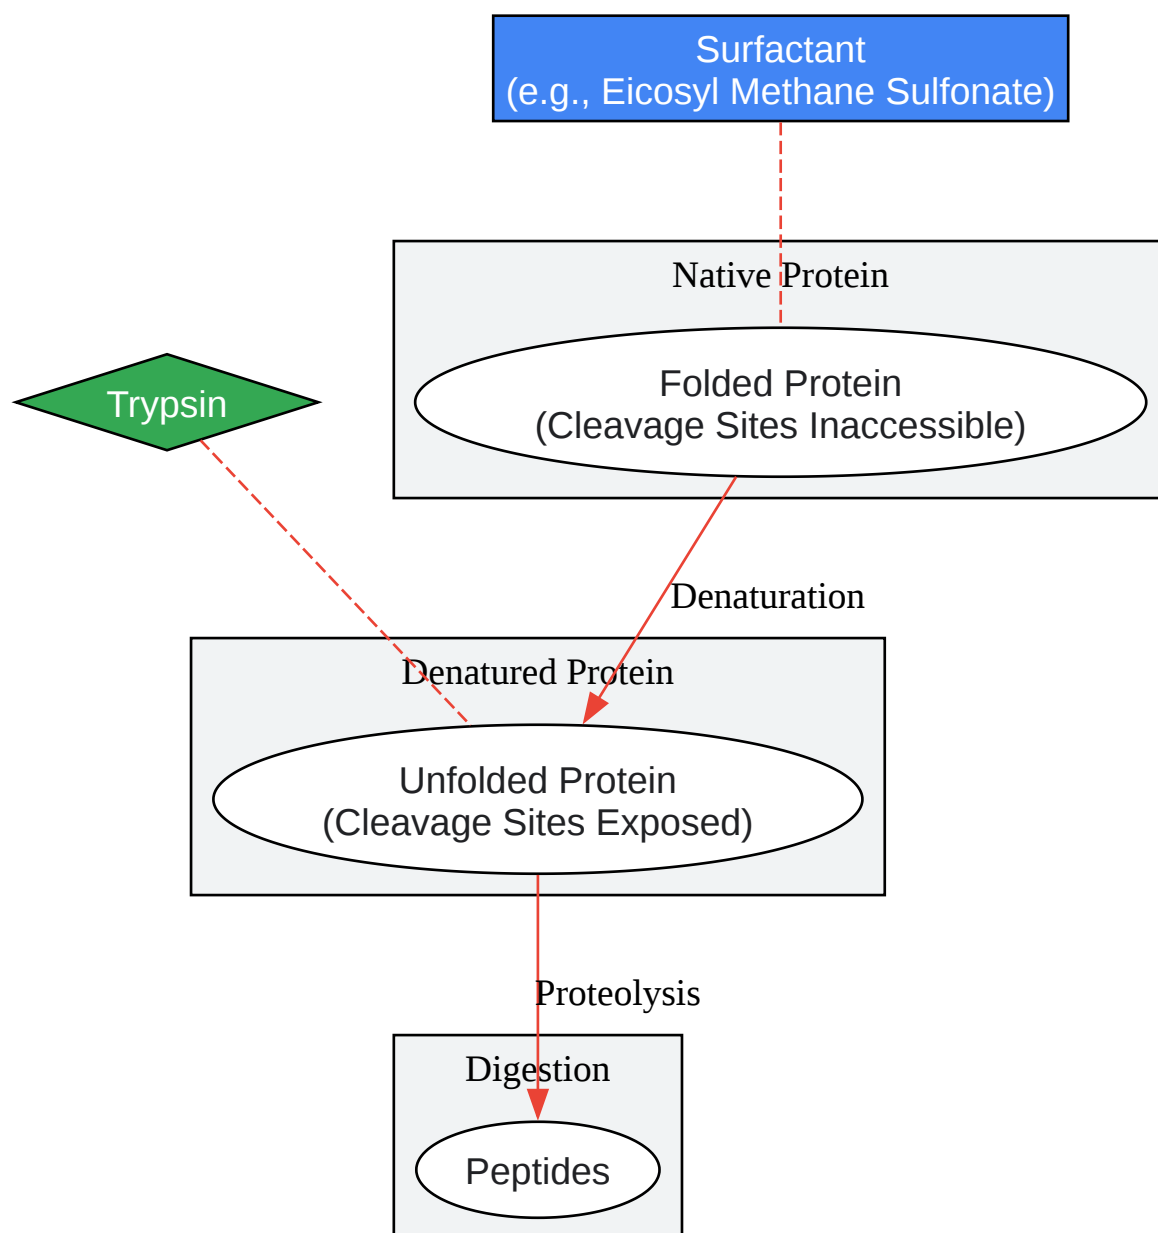 Surfactant
(e.g., Eicosyl Methane Sulfonate)
Native Protein
Folded Protein
(Cleavage Sites Inaccessible)
Trypsin
Denaturation
Denatured Protein
Unfolded Protein
(Cleavage Sites Exposed)
Proteolysis
Digestion
Peptides